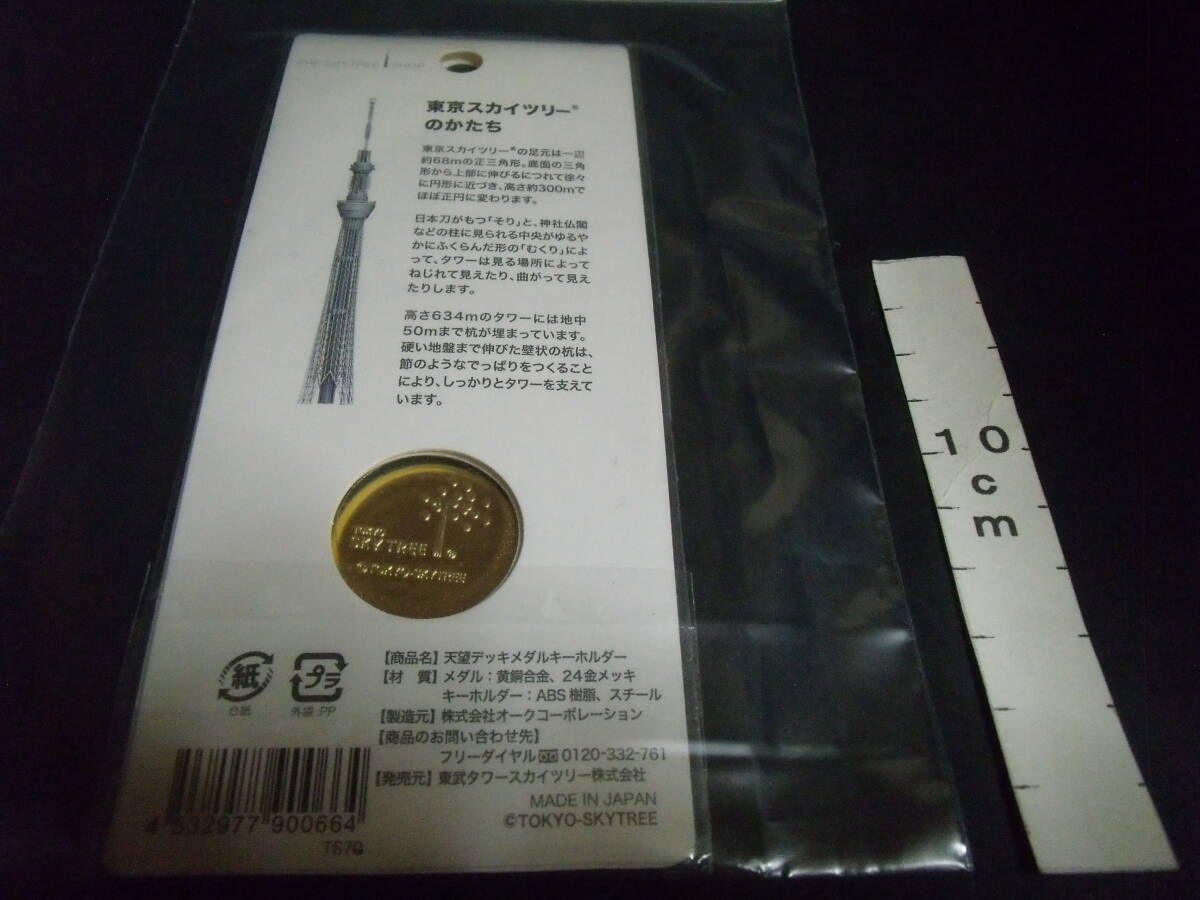 THE SKYTREE SHOP
東京スカイツリー®
のかたち
東京スカイツリー®の足元は一辺
約68mの正三角形。底面の三角
形から上部に伸びるにつれて徐々
に円形に近づき、高さ約300mで
ほぼ正円に変わります。
日本刀がもつ「そり」と、神社仏閣
などの柱に見られる中央がゆるや
かにふくらんだ形の「むくり」によ
って、タワーは見る場所によって
ねじれて見えたり、曲がって見え
たりします。
高さ634mのタワーには地中
50mまで杭が埋まっています。
硬い地盤まで伸びた壁状の杭は、
節のようなでっぱりをつくること
により、しっかりとタワーを支えて
います。
TOKYO
SKYTREE®
©TOKYO-SKYTREE
紙
台紙
プラ
外袋:PP
【商品名】天望デッキメダルキーホルダー
【材 質】メダル:黄銅合金、24金メッキ
キーホルダー:ABS樹脂、スチール
【製造元】株式会社オークコーポレーション
【商品のお問い合わせ先】
フリーダイヤル 0120-332-761
【発売元】東武タワースカイツリー株式会社
MADE IN JAPAN
©TOKYO-SKYTREE
4 532977 900664
10
cm